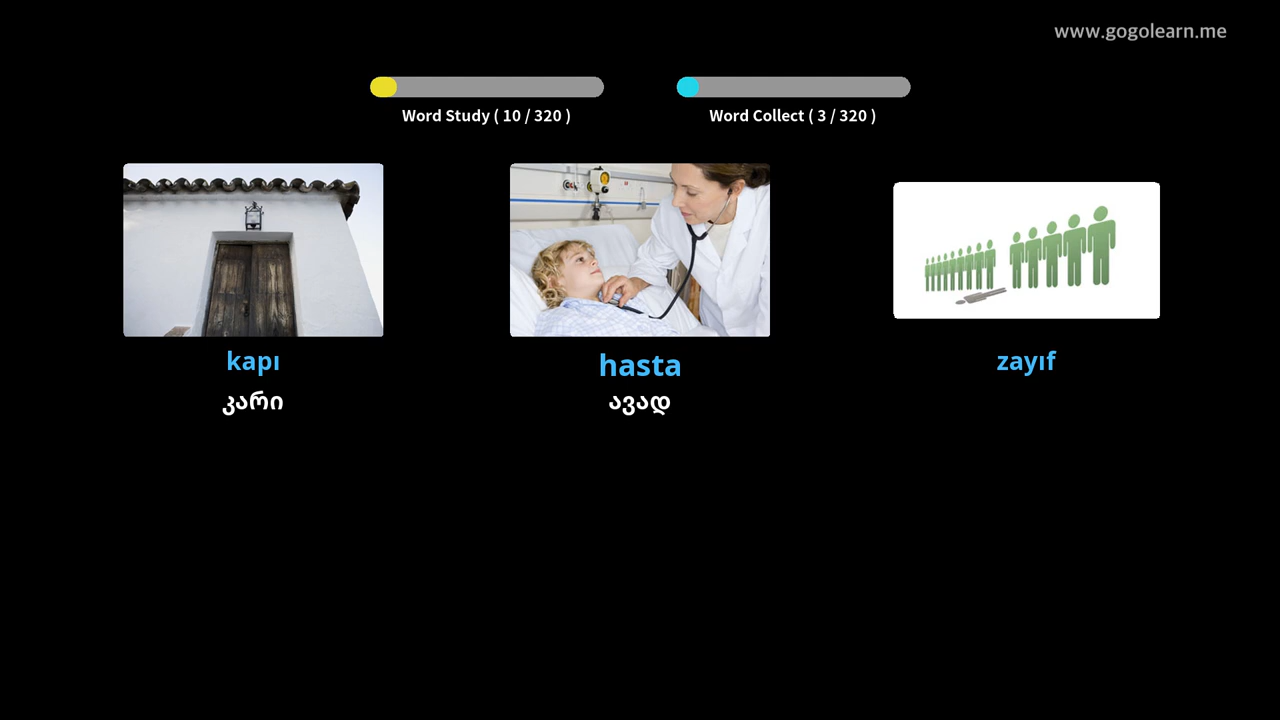 www.gogolearn.me
Word Study ( 10 / 320 )
Word Collect ( 3 / 320 )
kapı
hasta
zayıf
კარი
ავად